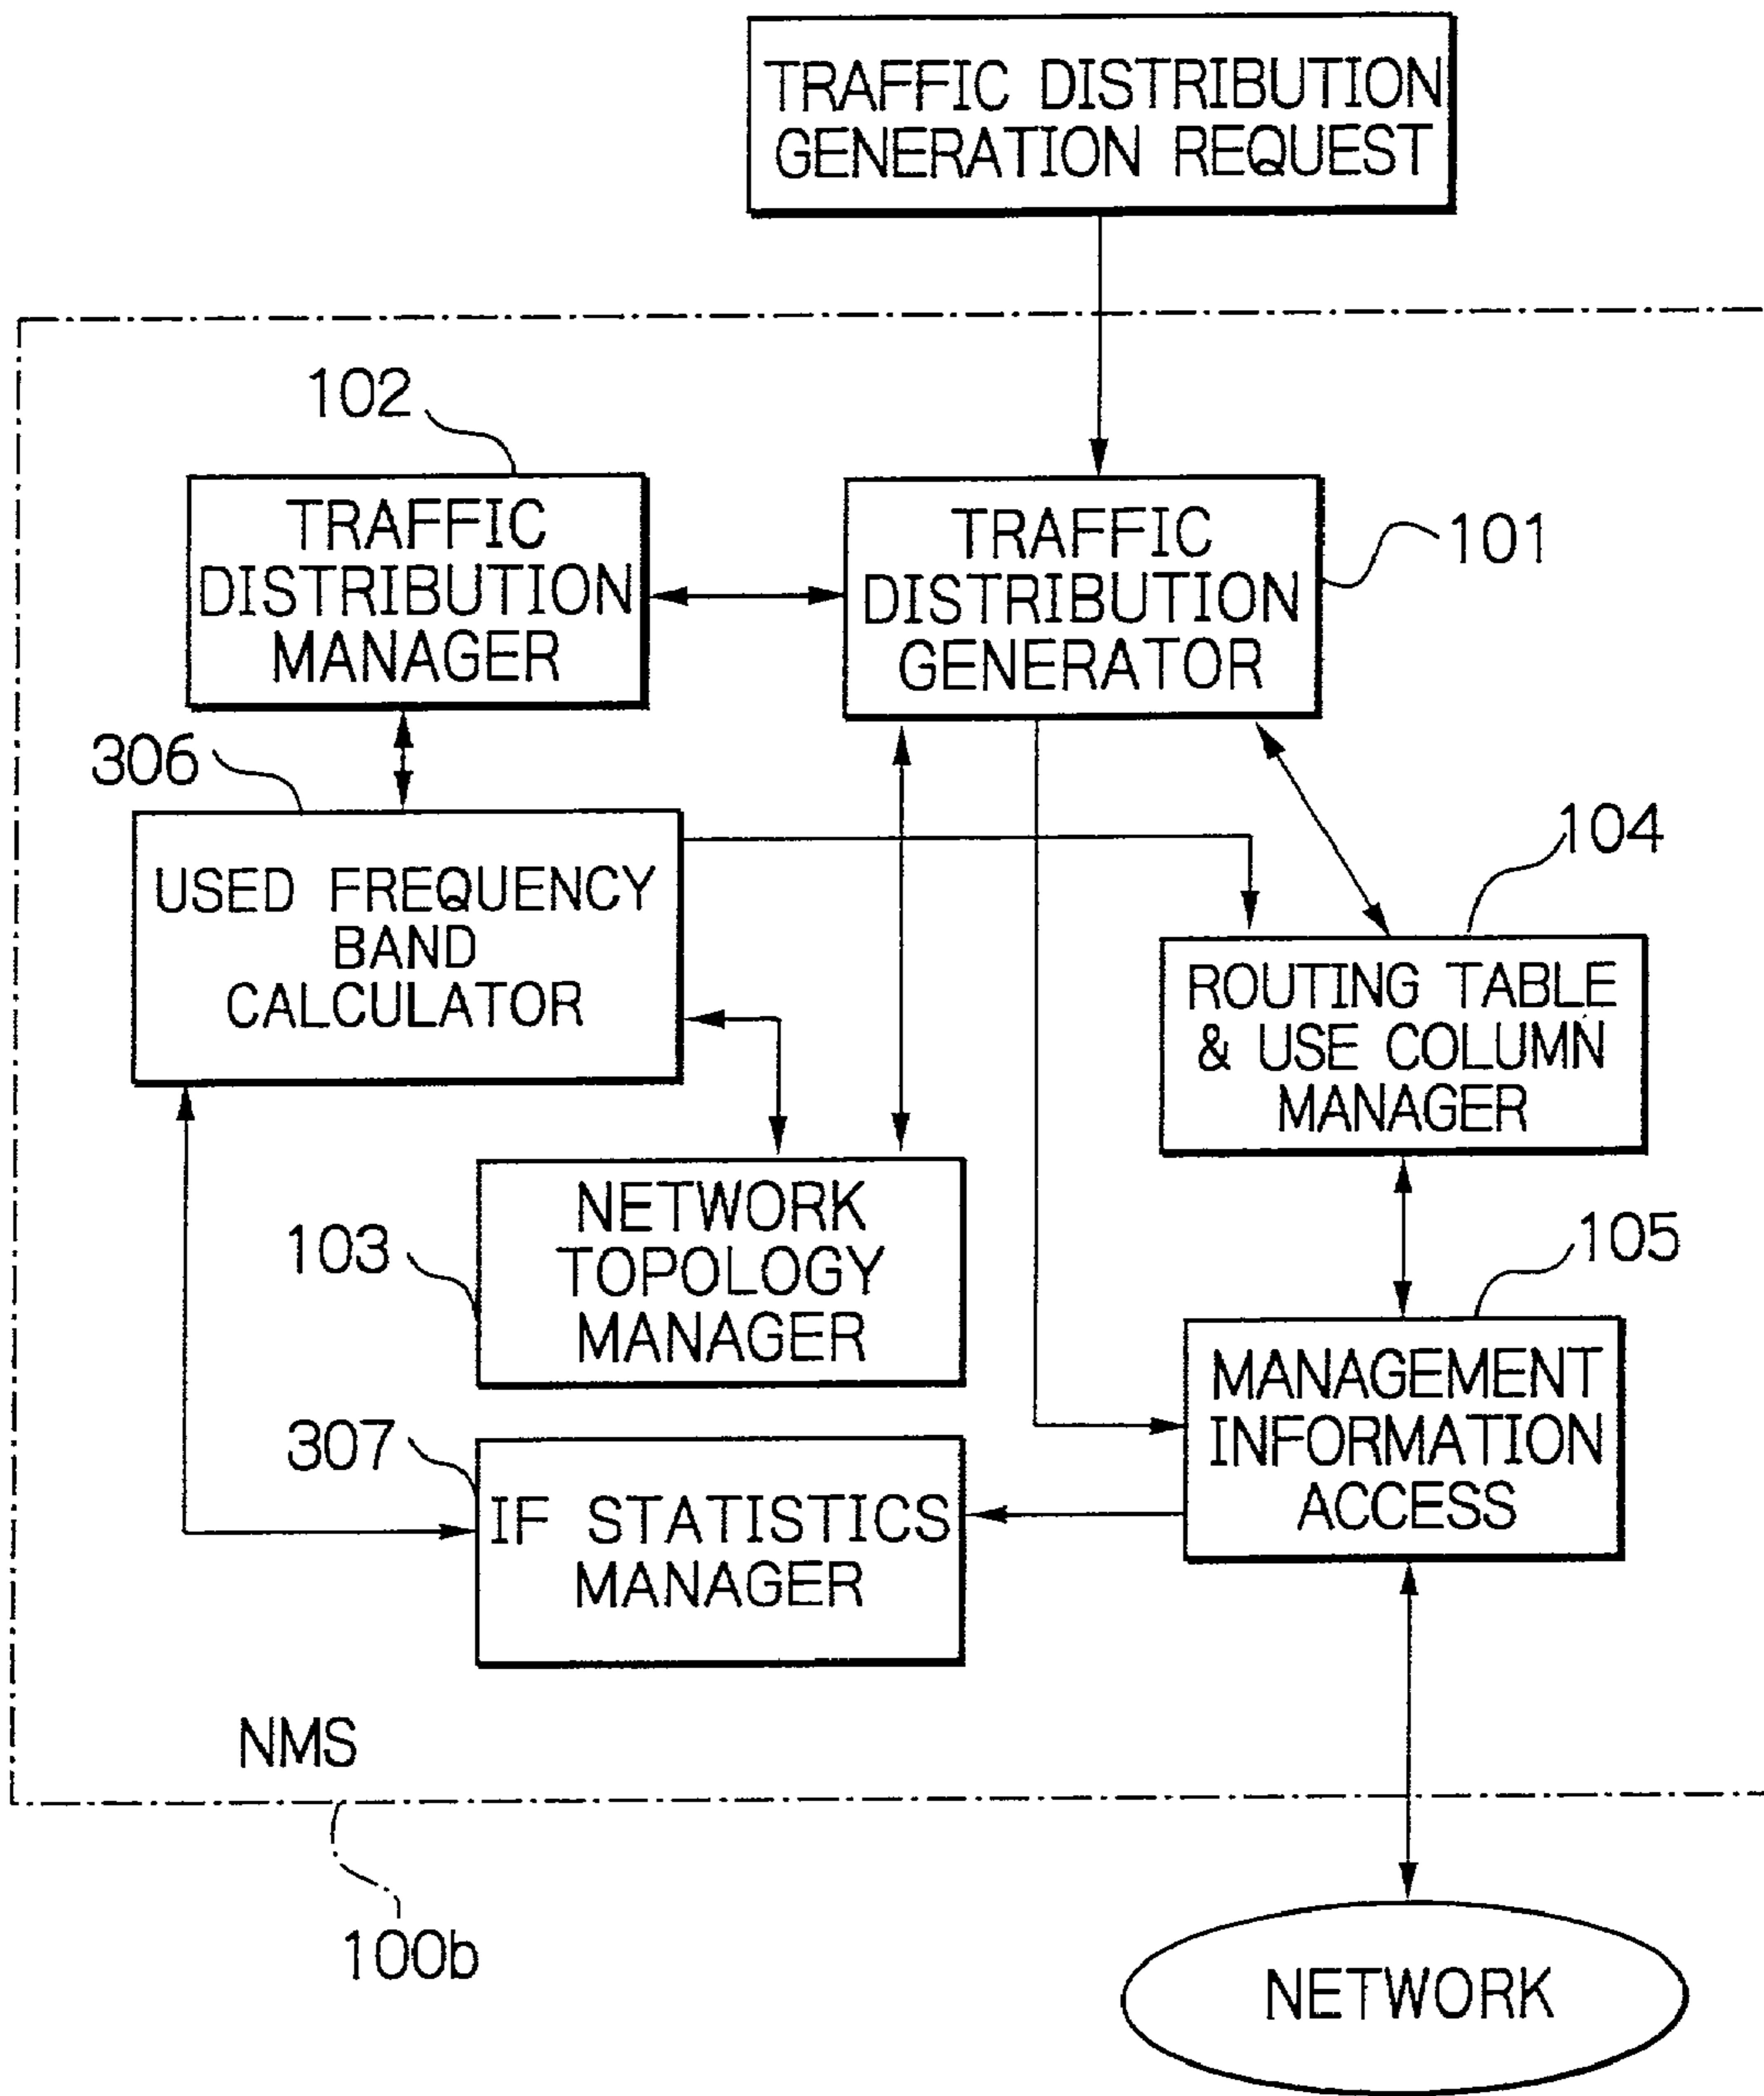 TRAFFIC DISTRIBUTION
GENERATION REQUEST
102
TRAFFIC
DISTRIBUTION
MANAGER
TRAFFIC
DISTRIBUTION
GENERATOR
101
306
USED FREQUENCY
BAND
CALCULATOR
104
ROUTING TABLE
& USE COLUMN
MANAGER
103
NETWORK
TOPOLOGY
MANAGER
105
MANAGEMENT
INFORMATION
ACCESS
307
IF STATISTICS
MANAGER
NMS
100b
NETWORK